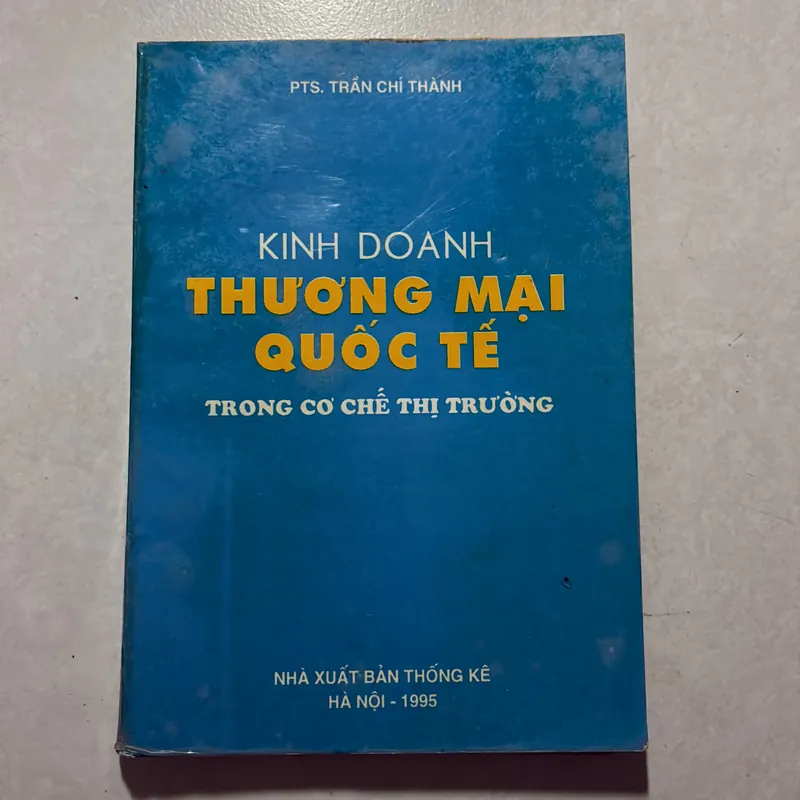 PTS. TRẦN CHÍ THÀNH
KINH DOANH
THƯƠNG MẠI
QUỐC TẾ
TRONG CƠ CHẾ THỊ TRƯỜNG
NHÀ XUẤT BẢN THỐNG KÊ
HÀ NỘI - 1995